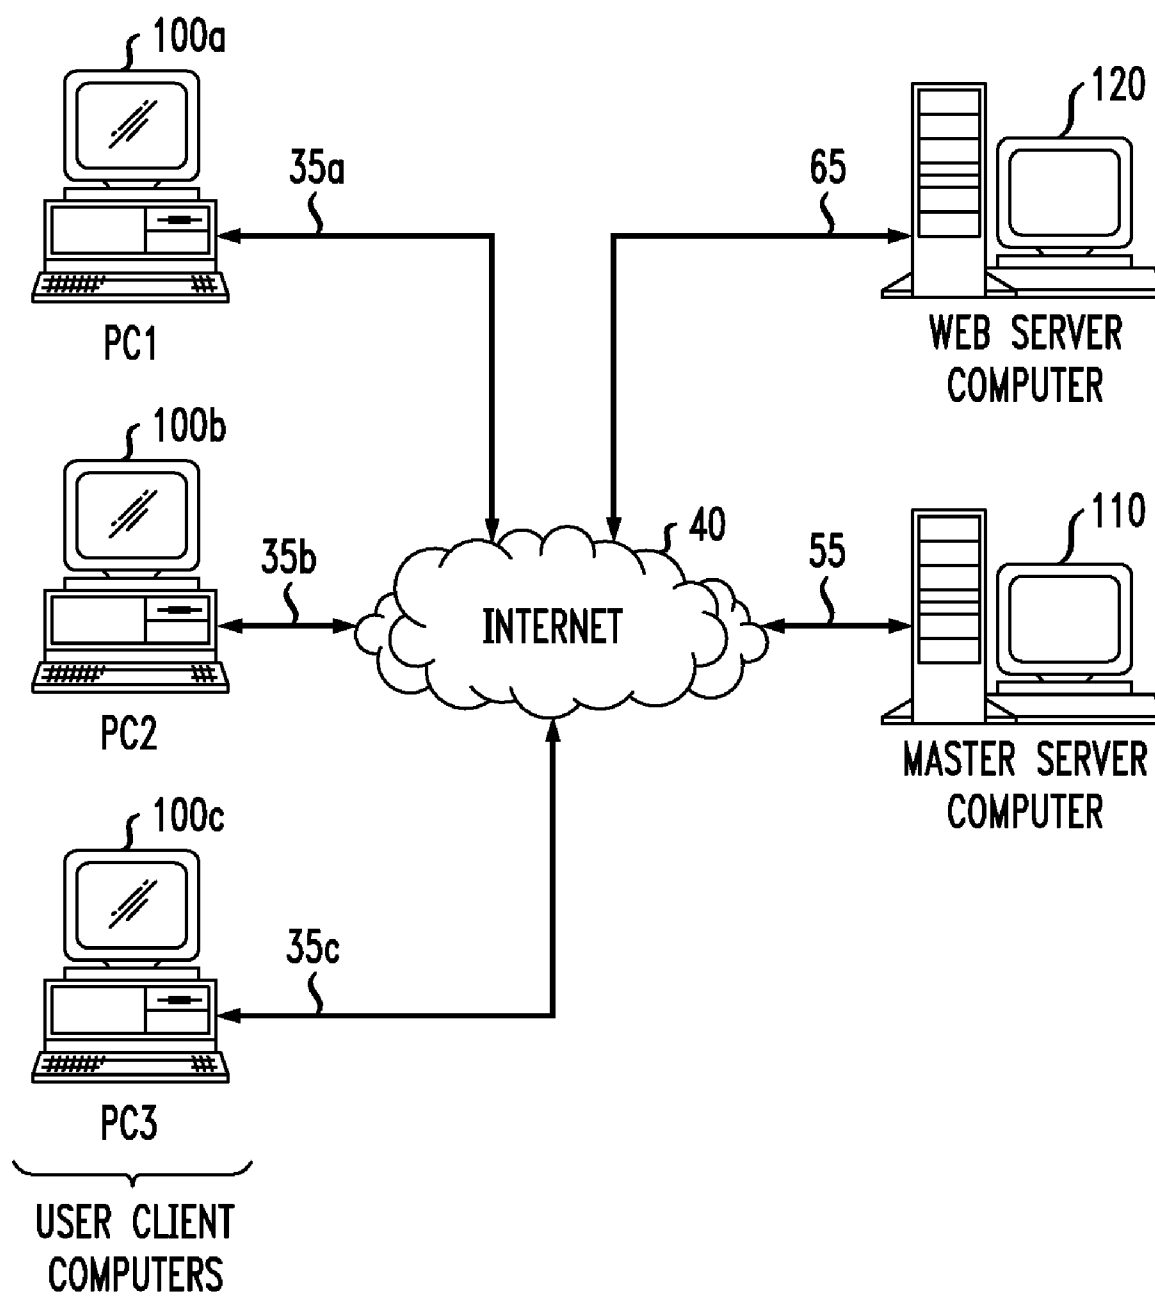 100a
120
35a
65
PC1
WEB SERVER
COMPUTER
100b
40
110
35b
55
INTERNET
PC2
MASTER SERVER
COMPUTER
100c
35c
PC3
USER CLIENT
COMPUTERS